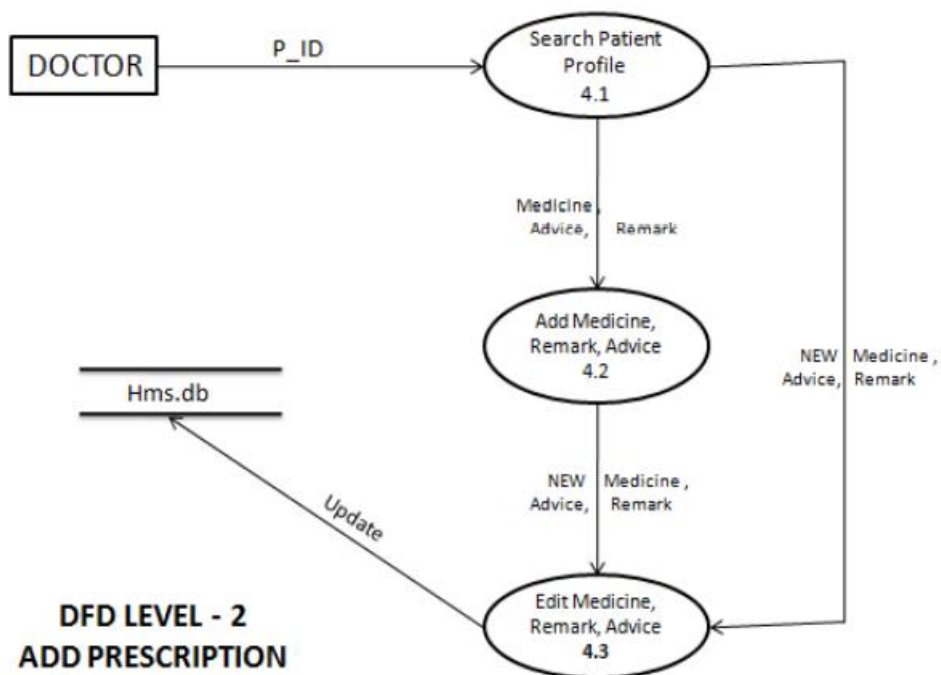 DOCTOR
P_ID
Search Patient
Profile
4.1
Medicine ,
Advice, Remark
Add Medicine,
Remark, Advice
4.2
NEW Medicine ,
Advice, Remark
Hms.db
NEW Medicine ,
Advice, Remark
Update
Edit Medicine,
Remark, Advice
4.3
DFD LEVEL - 2
ADD PRESCRIPTION